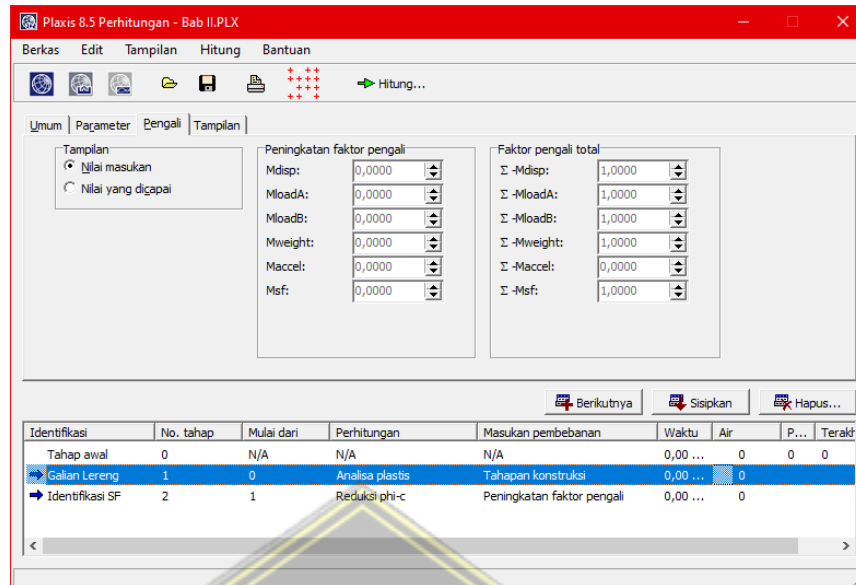 Plaxis 8.5 Perhitungan - Bab II.PLX
Berkas Edit Tampilan Hitung Bantuan
Hitung...
Umum Parameter Pengali Tampilan
Tampilan
Nilai masukan
Nilai yang dicapai
Peningkatan faktor pengali
Mdisp: 0,0000
MloadA: 0,0000
MloadB: 0,0000
Mweight: 0,0000
Maccel: 0,0000
Msf: 0,0000
Faktor pengali total
Σ -Mdisp: 1,0000
Σ -MloadA: 1,0000
Σ -MloadB: 1,0000
Σ -Mweight: 1,0000
Σ -Maccel: 0,0000
Σ -Msf: 1,0000
Berikutnya Sisipkan Hapus...
Identifikasi No. tahap Mulai dari Perhitungan Masukan pembebanan Waktu Air P... Terakh
Tahap awal 0 N/A N/A N/A 0,00 ... 0 0 0
Galian Lereng 1 0 Analisa plastis Tahapan konstruksi 0,00 ... 0
Identifikasi SF 2 1 Reduksi phi-c Peningkatan faktor pengali 0,00 ... 0